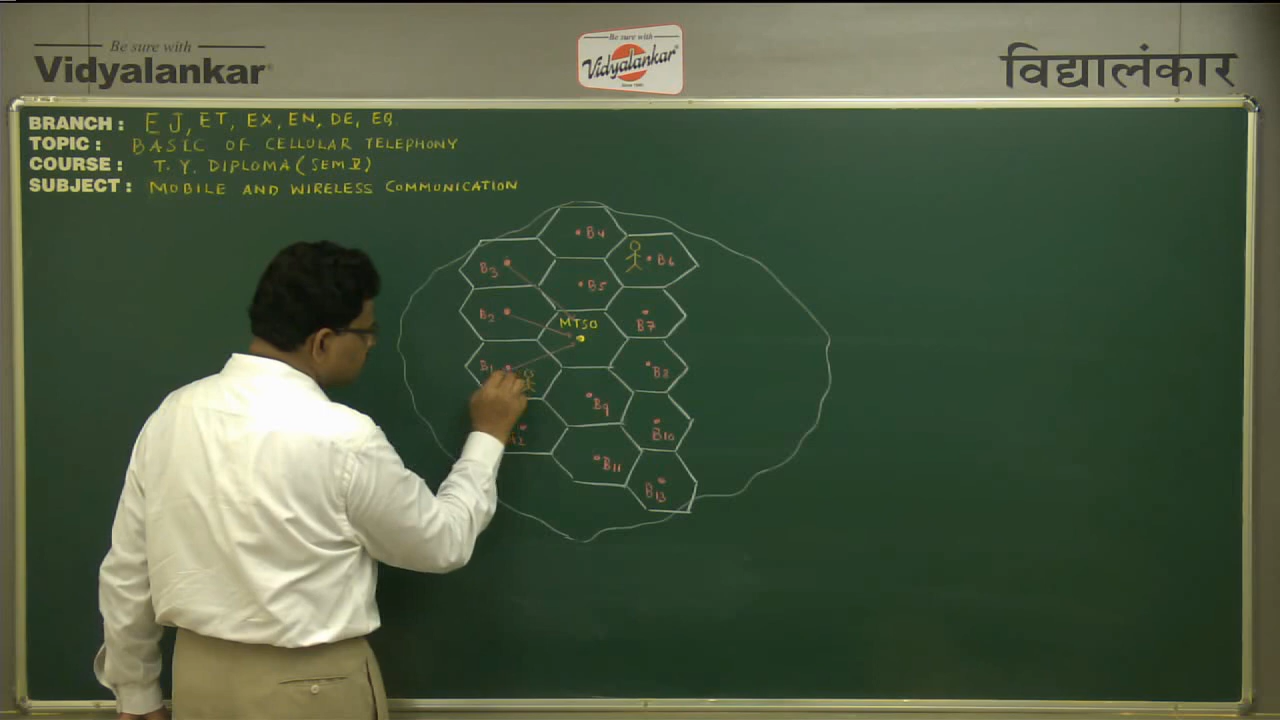 Be sure with
Vidyalankar
Be sure with
Vidyalankar
Since 1960
विद्यालंकार
BRANCH : EJ, ET, EX, EN, DE, EQ.
TOPIC : BASIC OF CELLULAR TELEPHONY
COURSE : T. Y. DIPLOMA (SEM V)
SUBJECT : MOBILE AND WIRELESS COMMUNICATION
B4
B3
B6
B5
B2
MTSO
B7
B1
B8
B9
B10
B11
B13